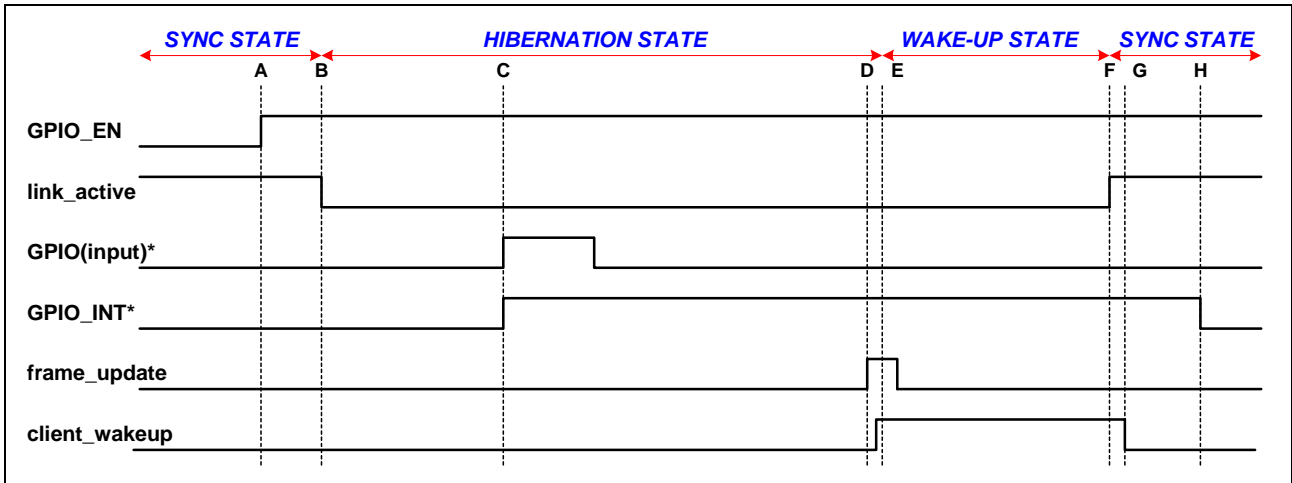 SYNC STATE HIBERNATION STATE WAKE-UP STATE SYNC STATE
A B C D E F G H
GPIO_EN
link_active
GPIO(input)*
GPIO_INT*
frame_update
client_wakeup